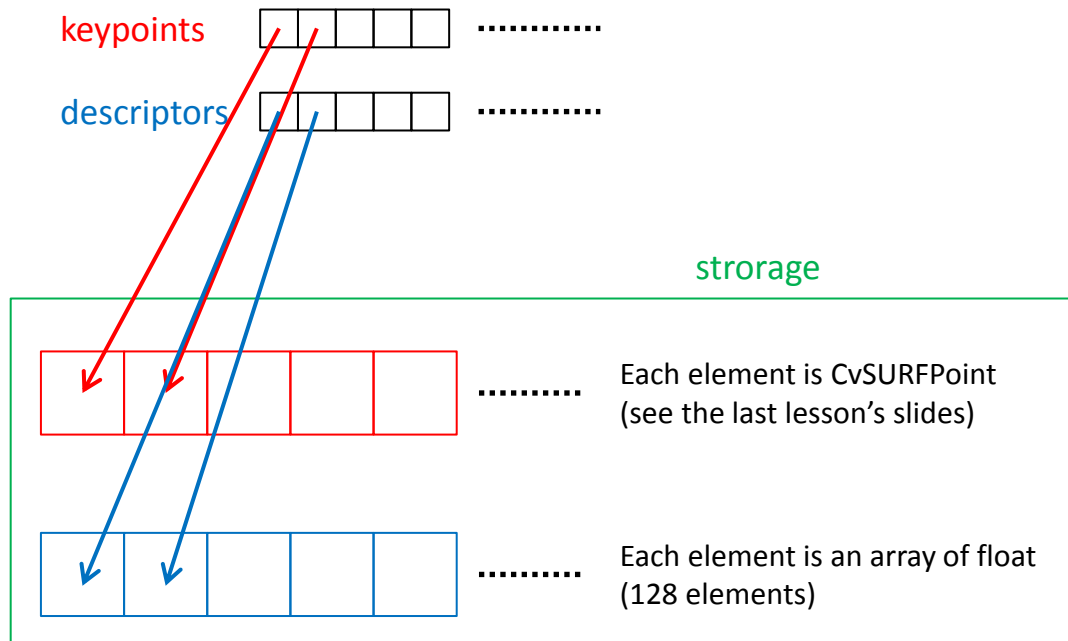 keypoints
descriptors
strorage
Each element is CvSURFPoint
(see the last lesson’s slides)
Each element is an array of float
(128 elements)